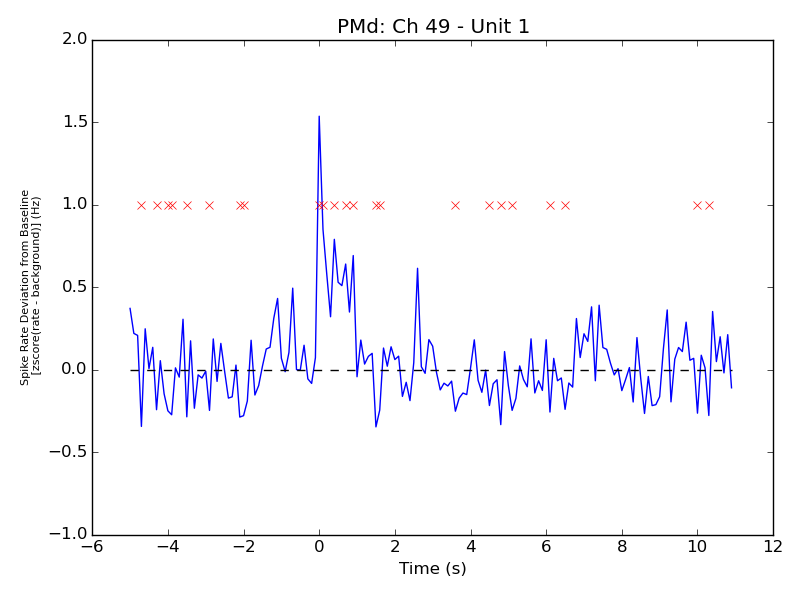 PMd: Ch 49 - Unit 1
2.0
1.5
1.0
0.5
0.0
−0.5
−1.0
Spike Rate Deviation from Baseline
[zscore(rate - background)] (Hz)
−6 −4 −2 0 2 4 6 8 10 12
Time (s)